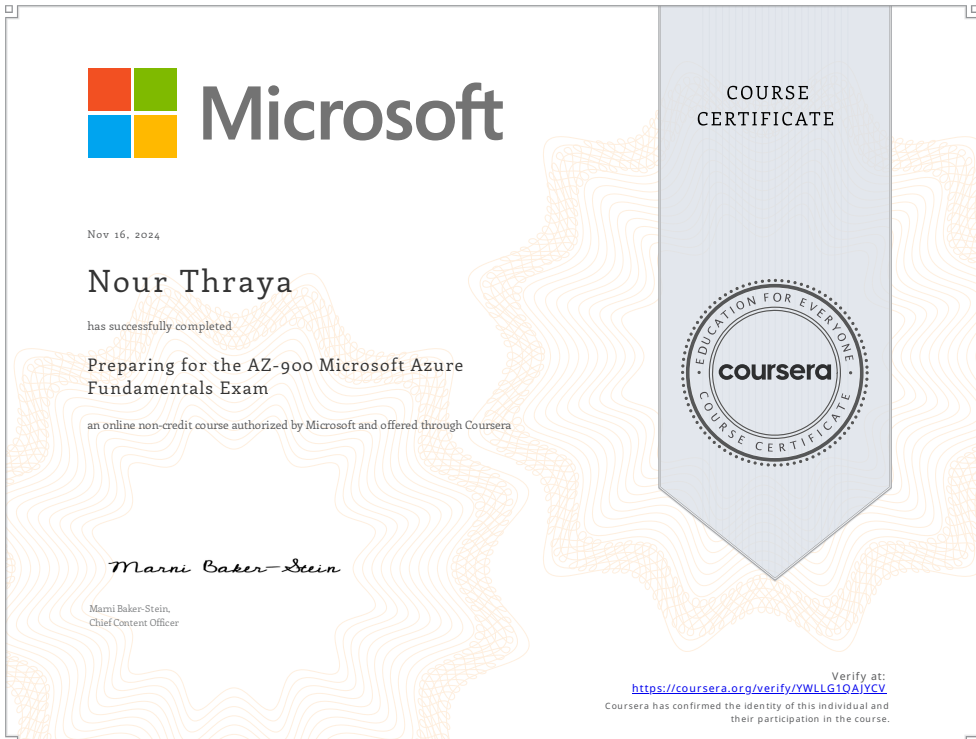 Microsoft
COURSE
CERTIFICATE
Nov 16, 2024
Nour Thraya
has successfully completed
Preparing for the AZ-900 Microsoft Azure
Fundamentals Exam
an online non-credit course authorized by Microsoft and offered through Coursera
EDUCATION FOR EVERYONE
coursera
COURSE CERTIFICATE
Marni Baker-Stein
Marni Baker-Stein,
Chief Content Officer
Verify at:
https://coursera.org/verify/YWLLG1QAJYCV
Coursera has confirmed the identity of this individual and
their participation in the course.